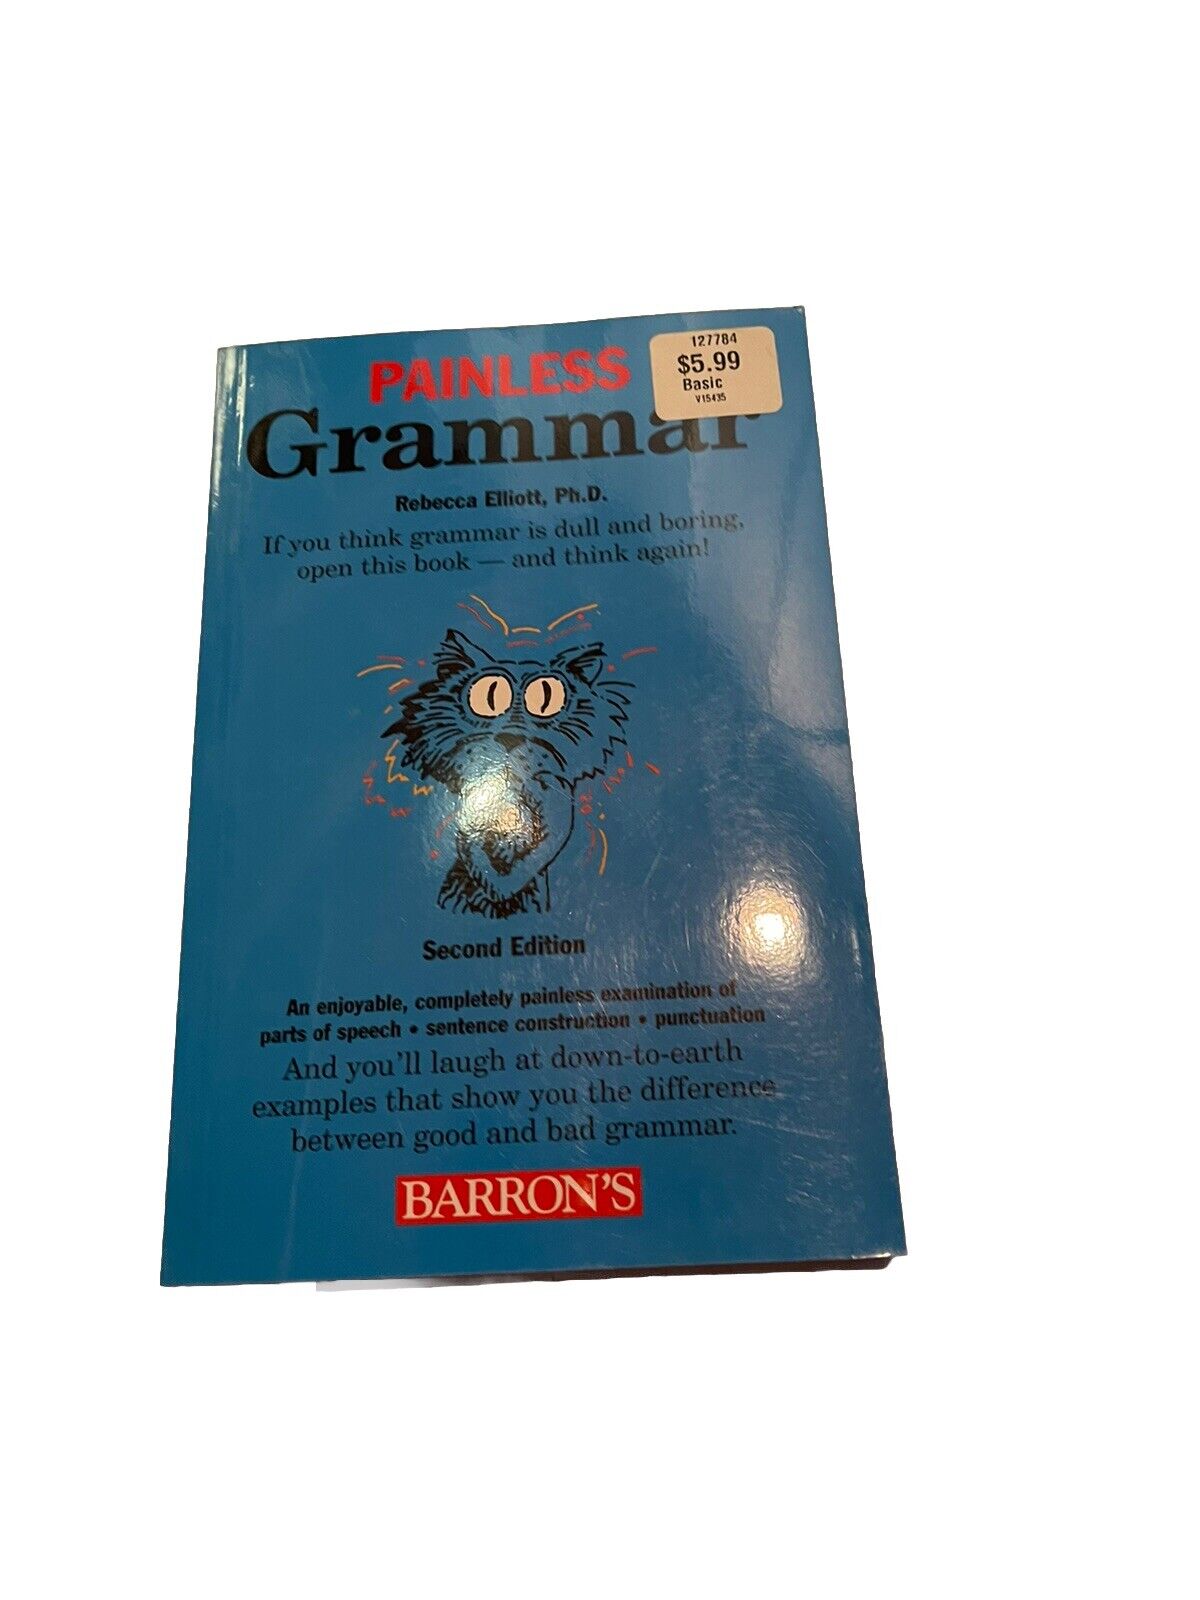 PAINLESS
Grammar
127784
$5.99
Basic
V15435
Rebecca Elliott, Ph.D.
If you think grammar is dull and boring,
open this book — and think again!
Second Edition
An enjoyable, completely painless examination of
parts of speech • sentence construction • punctuation
And you'll laugh at down-to-earth
examples that show you the difference
between good and bad grammar.
BARRON'S